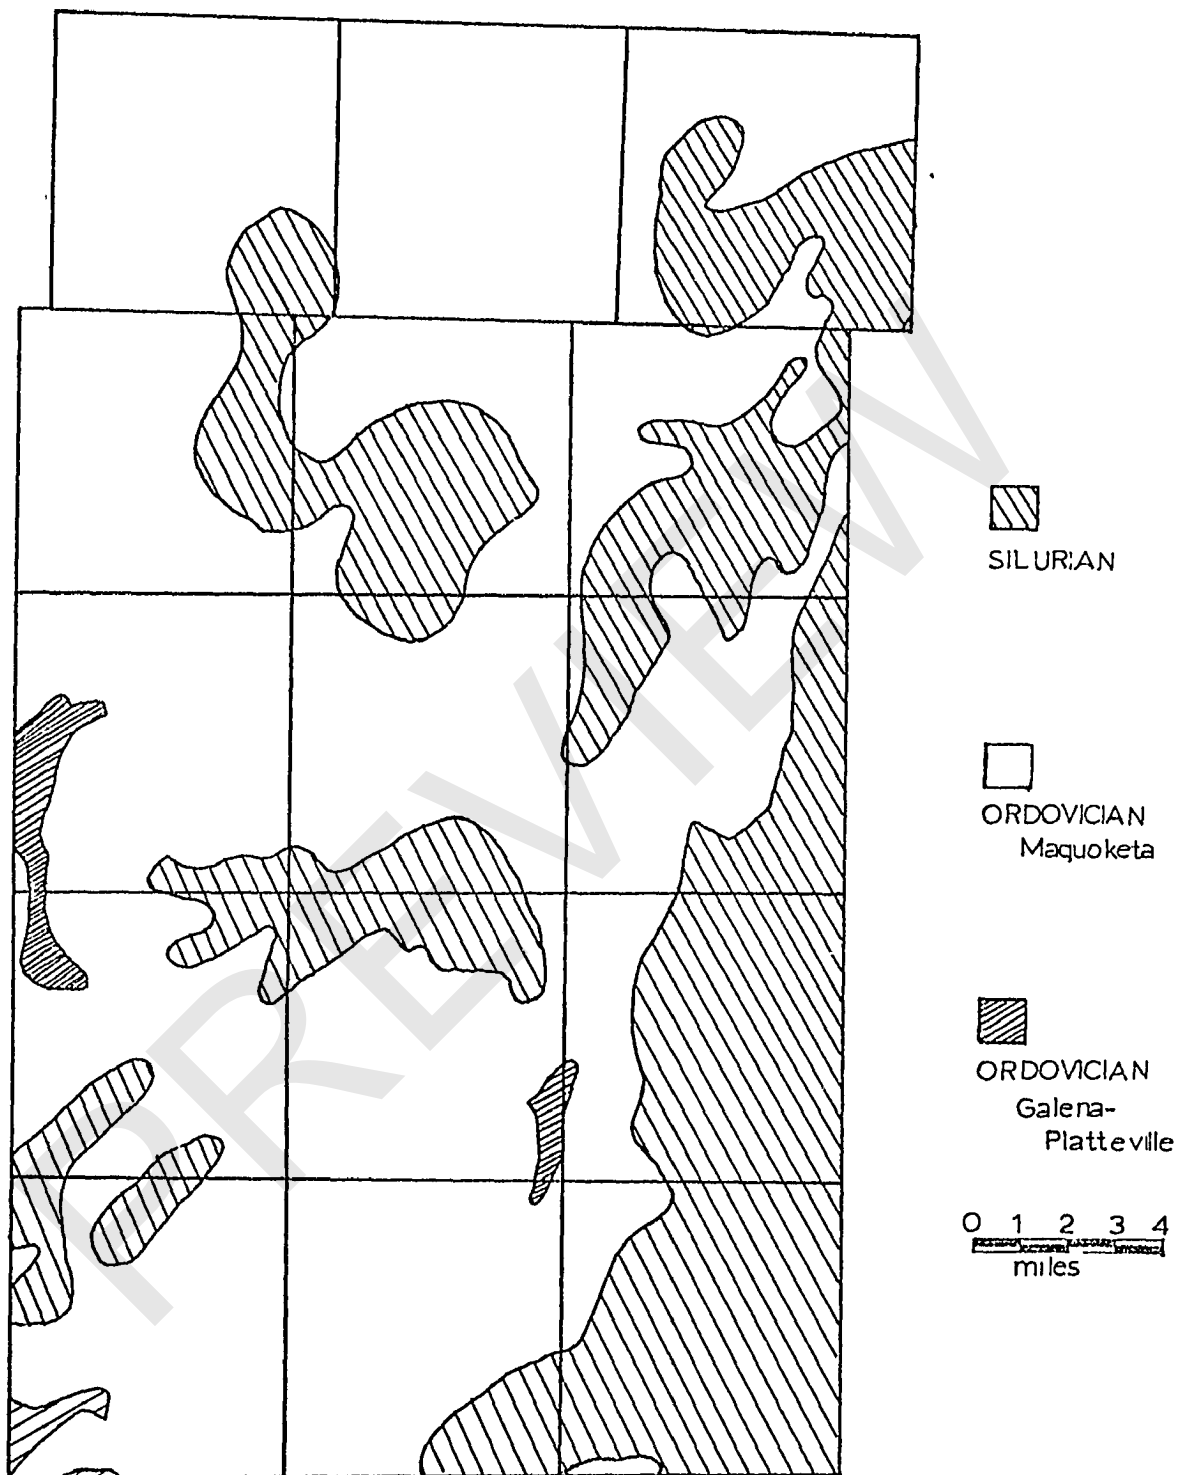 SILURIAN
ORDOVICIAN
Maquoketa
ORDOVICIAN
Galena-
Platteville
0 1 2 3 4
miles
PREVIEW